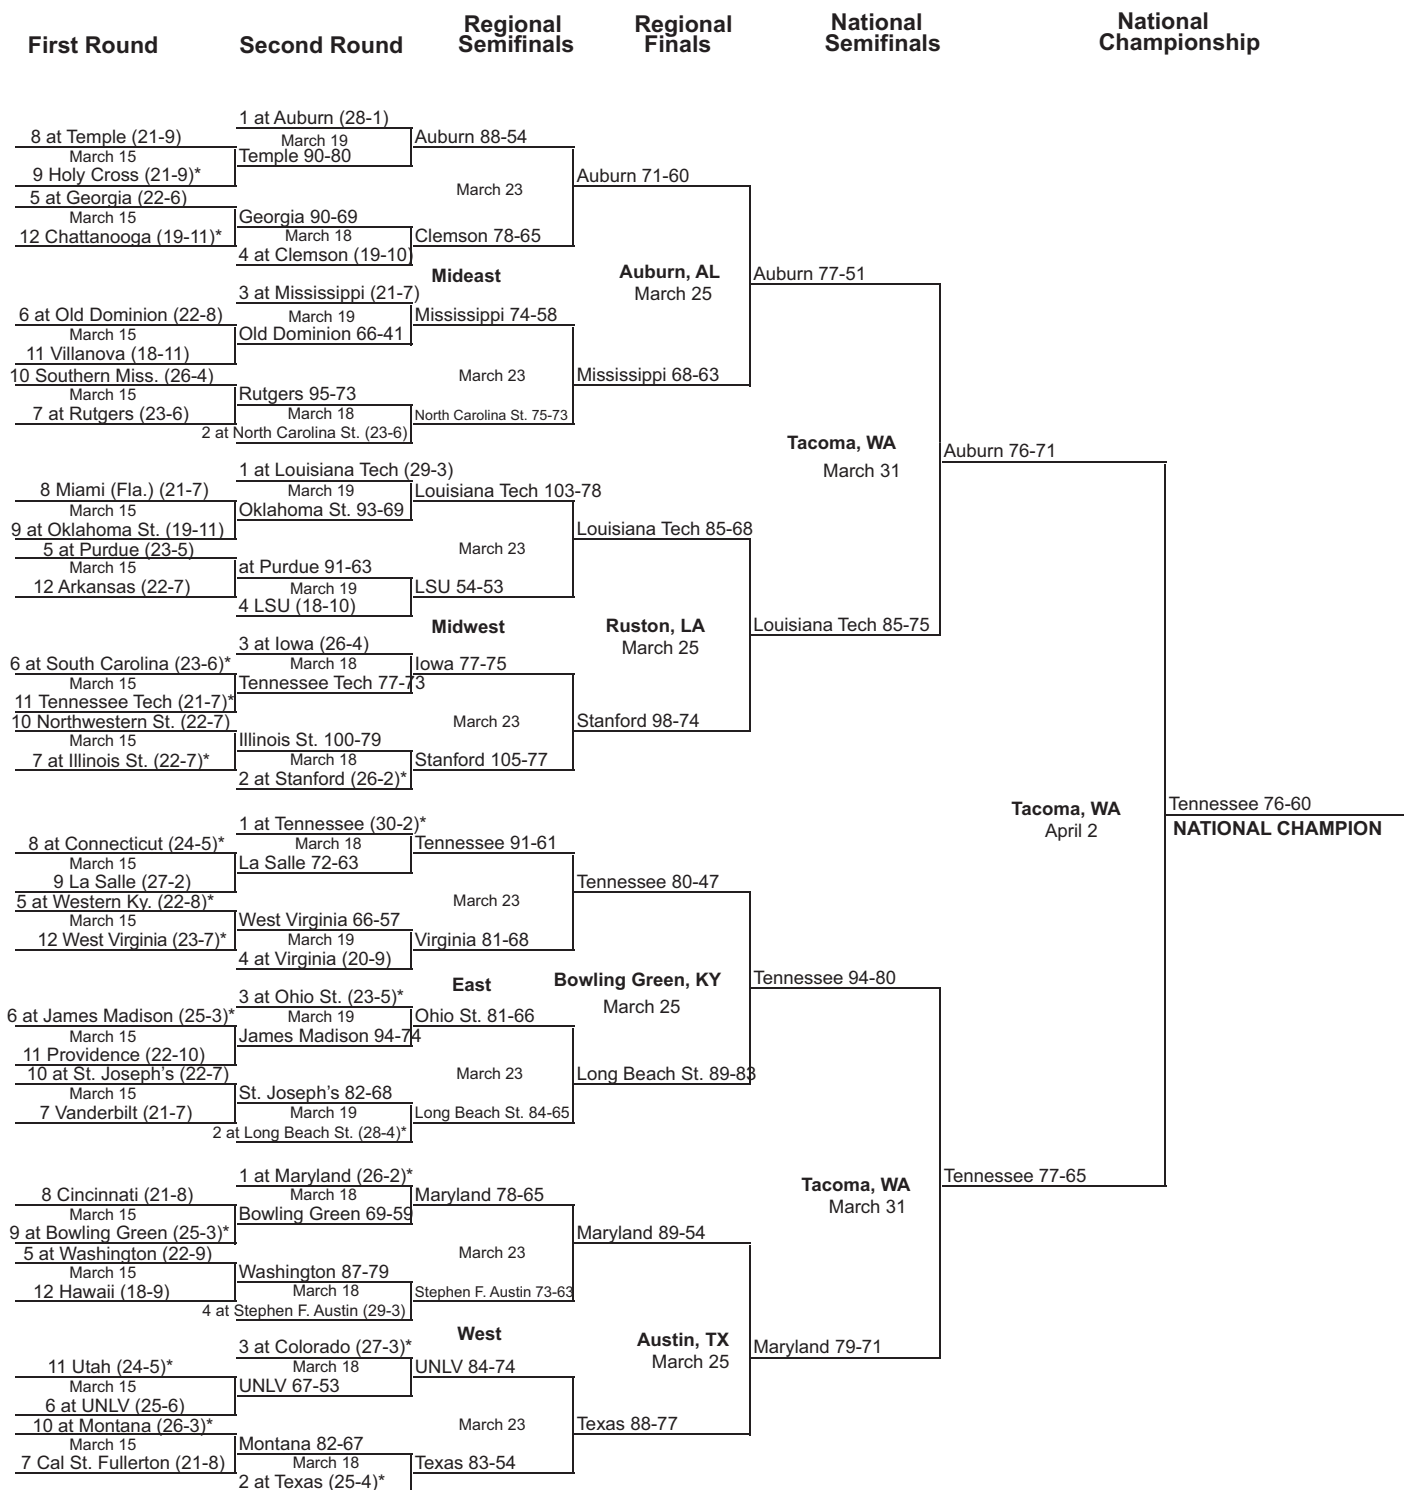 First Round
Second Round
Regional
Semifinals
Regional
Finals
National
Semifinals
National
Championship
1 at Auburn (28-1)
8 at Temple (21-9)
March 19
Auburn 88-54
March 15
Temple 90-80
9 Holy Cross (21-9)*
March 23
Auburn 71-60
5 at Georgia (22-6)
March 15
Georgia 90-69
12 Chattanooga (19-11)*
March 18
Clemson 78-65
4 at Clemson (19-10)
Mideast
Auburn, AL
March 25
Auburn 77-51
3 at Mississippi (21-7)
6 at Old Dominion (22-8)
March 19
Mississippi 74-58
March 15
Old Dominion 66-41
11 Villanova (18-11)
10 Southern Miss. (26-4)
March 23
Mississippi 68-63
March 15
Rutgers 95-73
7 at Rutgers (23-6)
March 18
North Carolina St. 75-73
2 at North Carolina St. (23-6)
Tacoma, WA
March 31
Auburn 76-71
1 at Louisiana Tech (29-3)
8 Miami (Fla.) (21-7)
March 19
Louisiana Tech 103-78
March 15
Oklahoma St. 93-69
9 at Oklahoma St. (19-11)
5 at Purdue (23-5)
March 23
Louisiana Tech 85-68
March 15
at Purdue 91-63
12 Arkansas (22-7)
March 19
LSU 54-53
4 LSU (18-10)
Midwest
Ruston, LA
March 25
Louisiana Tech 85-75
3 at Iowa (26-4)
6 at South Carolina (23-6)*
March 18
Iowa 77-75
March 15
Tennessee Tech 77-73
11 Tennessee Tech (21-7)*
10 Northwestern St. (22-7)
March 23
Stanford 98-74
March 15
Illinois St. 100-79
7 at Illinois St. (22-7)*
March 18
Stanford 105-77
2 at Stanford (26-2)*
Tacoma, WA
April 2
Tennessee 76-60
NATIONAL CHAMPION
1 at Tennessee (30-2)*
8 at Connecticut (24-5)*
March 18
Tennessee 91-61
March 15
La Salle 72-63
9 La Salle (27-2)
5 at Western Ky. (22-8)*
March 23
Tennessee 80-47
March 15
West Virginia 66-57
12 West Virginia (23-7)*
March 19
Virginia 81-68
4 at Virginia (20-9)
East
Bowling Green, KY
March 25
Tennessee 94-80
3 at Ohio St. (23-5)*
6 at James Madison (25-3)*
March 19
Ohio St. 81-66
March 15
James Madison 94-74
11 Providence (22-10)
10 at St. Joseph's (22-7)
March 23
Long Beach St. 89-83
March 15
St. Joseph's 82-68
7 Vanderbilt (21-7)
March 19
Long Beach St. 84-65
2 at Long Beach St. (28-4)*
Tacoma, WA
March 31
Tennessee 77-65
1 at Maryland (26-2)*
8 Cincinnati (21-8)
March 18
Maryland 78-65
March 15
Bowling Green 69-59
9 at Bowling Green (25-3)*
5 at Washington (22-9)
March 23
Maryland 89-54
March 15
Washington 87-79
12 Hawaii (18-9)
March 18
Stephen F. Austin 73-63
4 at Stephen F. Austin (29-3)
West
Austin, TX
March 25
Maryland 79-71
3 at Colorado (27-3)*
11 Utah (24-5)*
March 18
UNLV 84-74
March 15
UNLV 67-53
6 at UNLV (25-6)
10 at Montana (26-3)*
March 23
Texas 88-77
March 15
Montana 82-67
7 Cal St. Fullerton (21-8)
March 18
Texas 83-54
2 at Texas (25-4)*